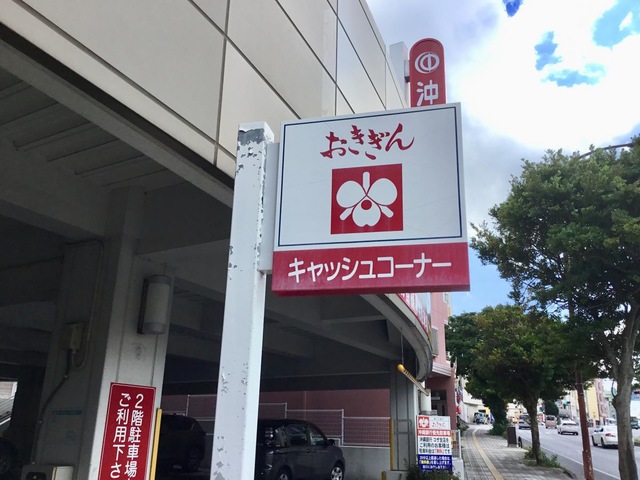 沖
おきぎん
キャッシュコーナー
2階駐車場
ご利用下さ